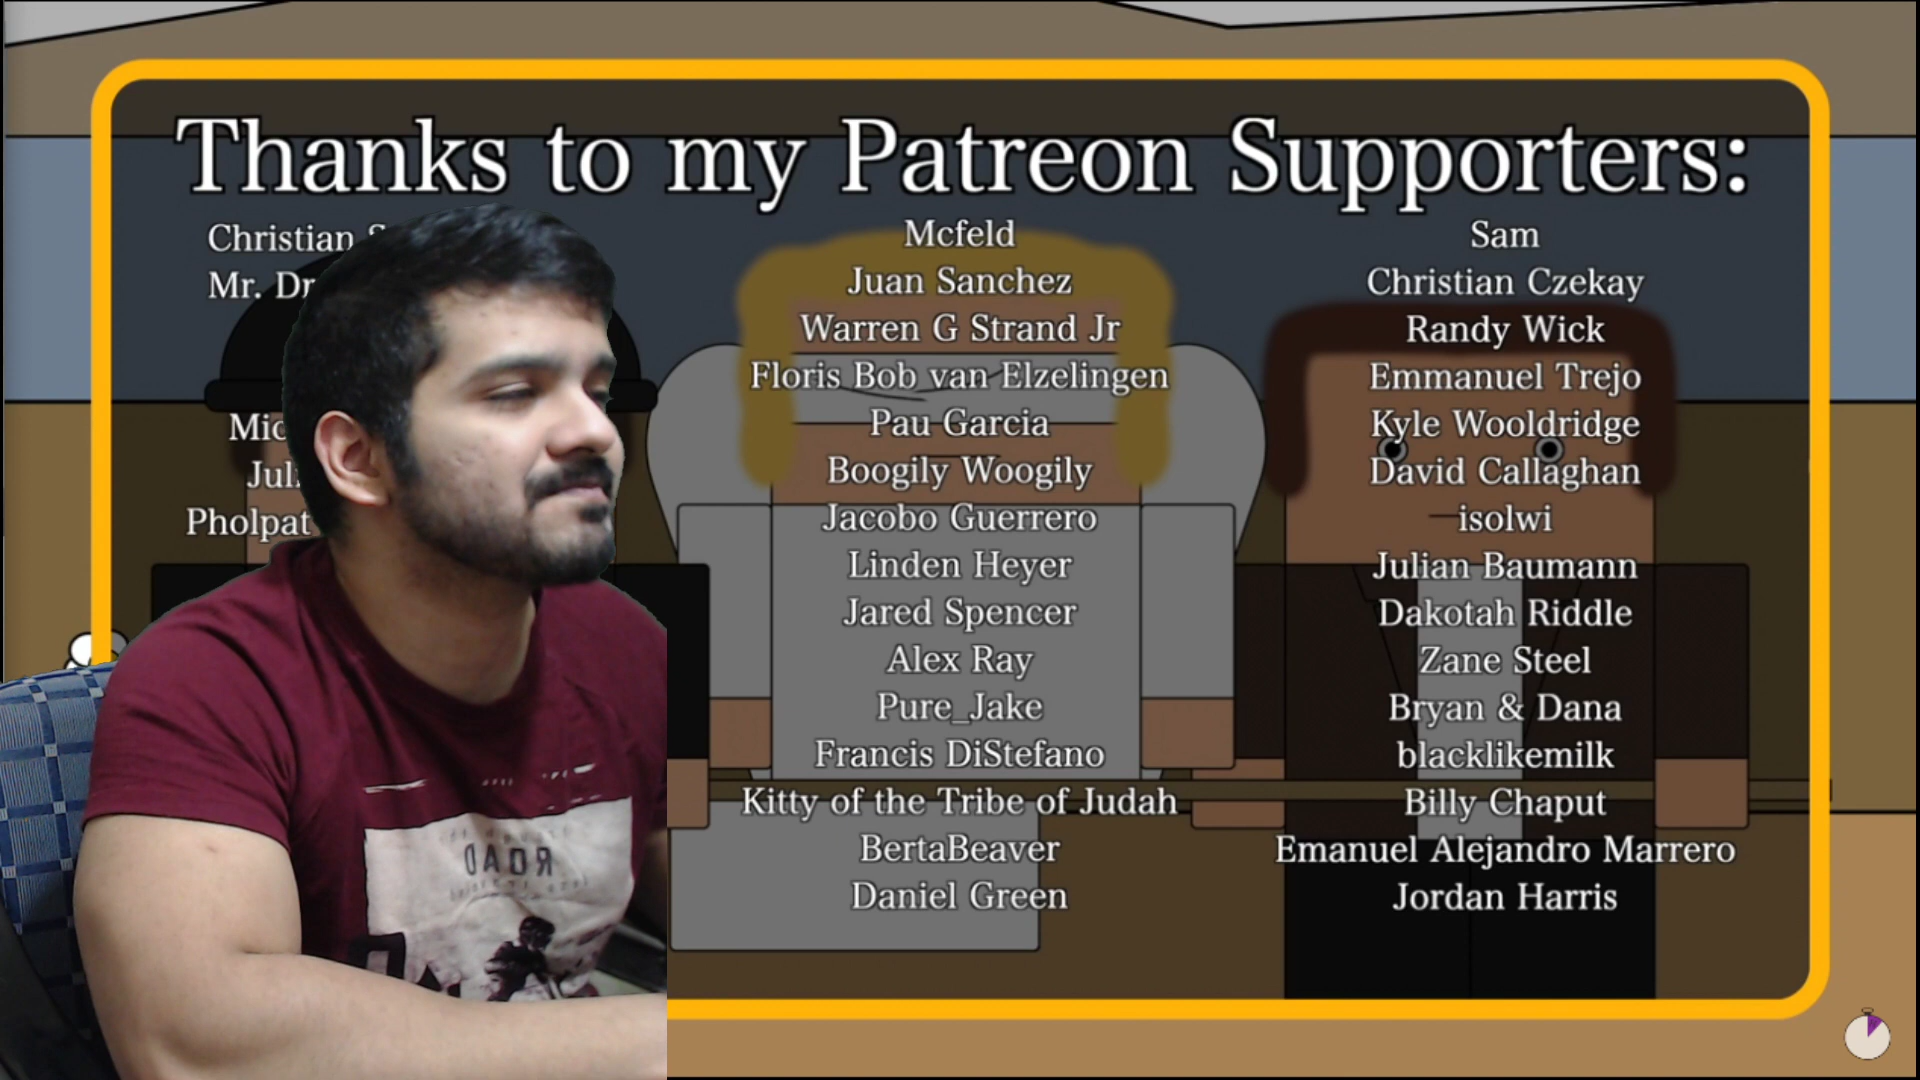 Thanks to my Patreon Supporters:
Christian
Mr.
Mcfeld
Juan Sanchez
Warren G Strand Jr
Floris Bob van Elzelingen
Pau Garcia
Boogily Woogily
Jacobo Guerrero
Linden Heyer
Jared Spencer
Alex Ray
Pure_Jake
Francis DiStefano
Kitty of the Tribe of Judah
BertaBeaver
Daniel Green
Sam
Christian Czekay
Randy Wick
Emmanuel Trejo
Kyle Wooldridge
David Callaghan
isolwi
Julian Baumann
Dakotah Riddle
Zane Steel
Bryan & Dana
blacklikemilk
Billy Chaput
Emanuel Alejandro Marrero
Jordan Harris
ROAD